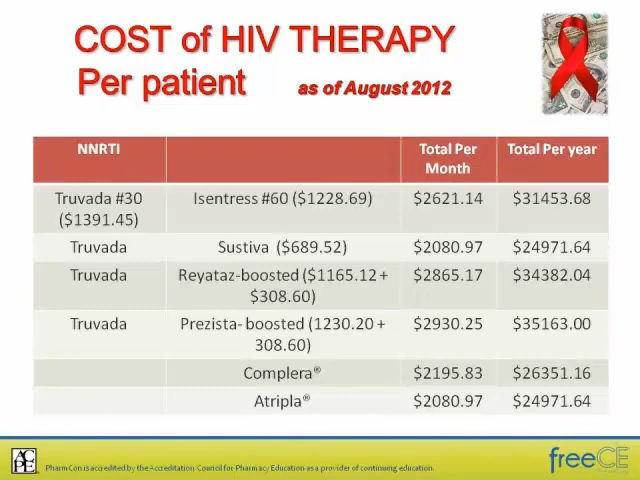 COST of HIV THERAPY
Per patient as of August 2012
NNRTI Total Per Month Total Per year
Truvada #30 ($1391.45) Isentress #60 ($1228.69) $2621.14 $31453.68
Truvada Sustiva ($689.52) $2080.97 $24971.64
Truvada Reyataz-boosted ($1165.12 + $308.60) $2865.17 $34382.04
Truvada Prezista- boosted (1230.20 + 308.60) $2930.25 $35163.00
Complera® $2195.83 $26351.16
Atripla® $2080.97 $24971.64
ACPE PharmCon is accredited by the Accreditation Council for Pharmacy Education as a provider of continuing education.
freeCE